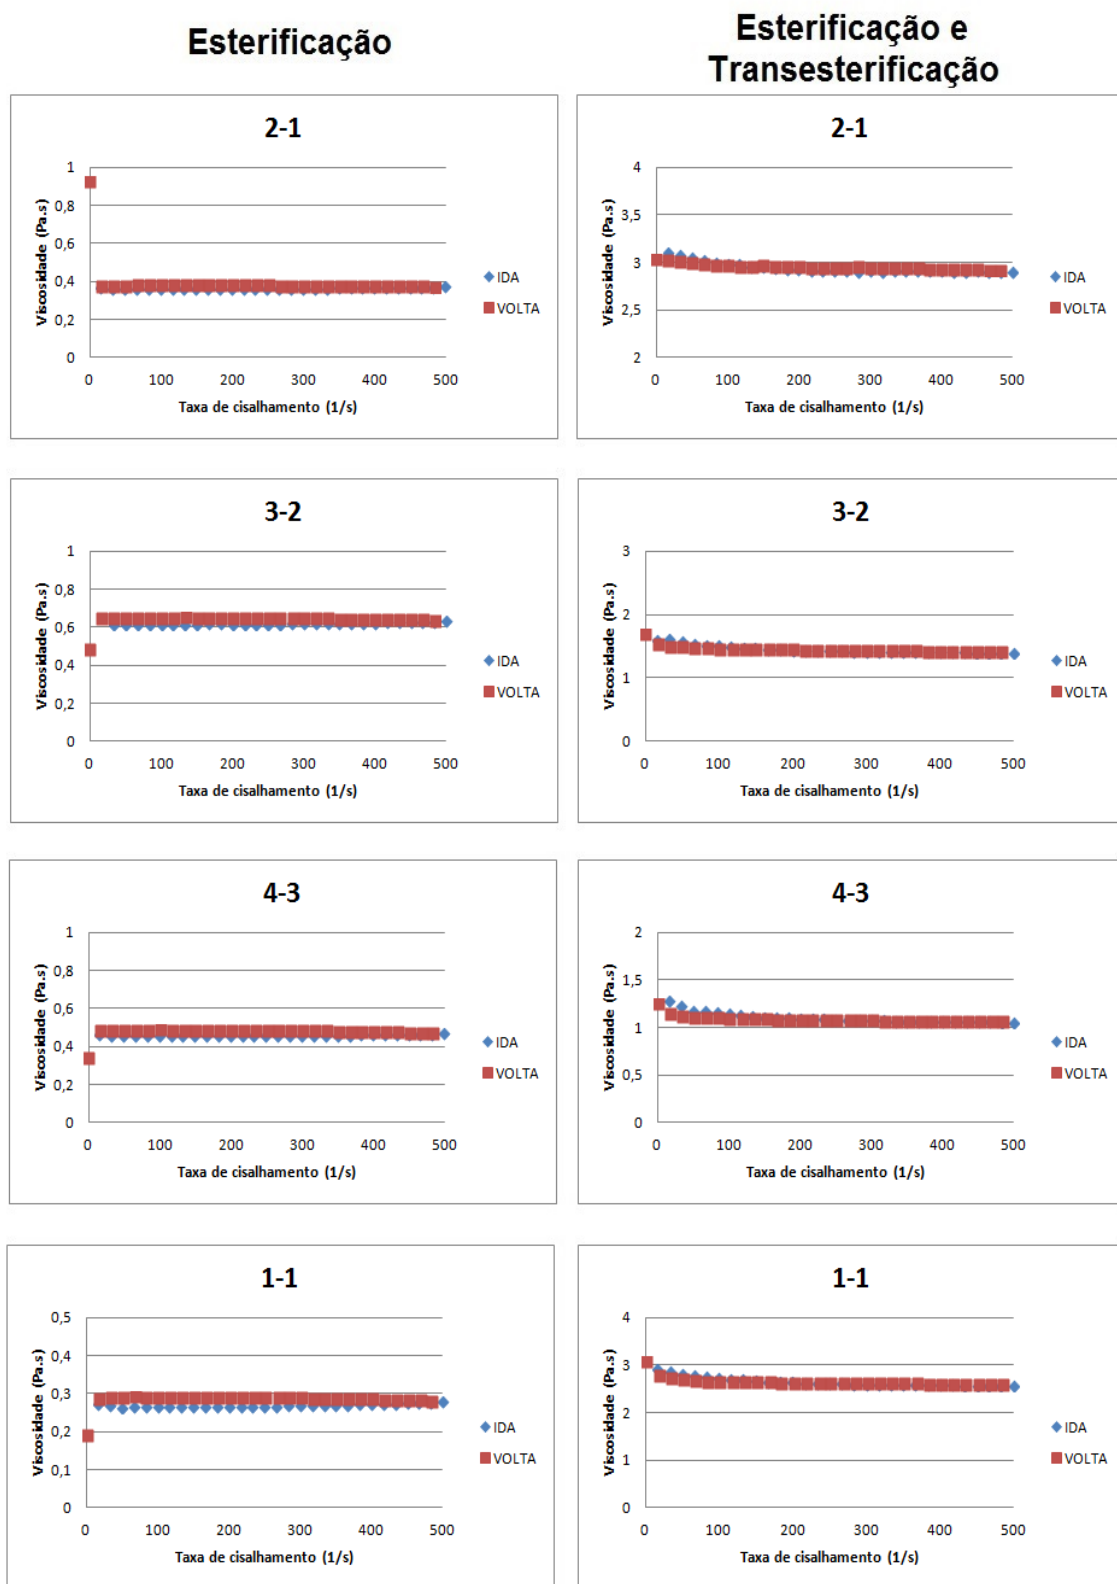 Esterificação
Esterificação e
Transesterificação
2-1
Viscosidade (Pa.s)
1
0,8
0,6
0,4
0,2
0
0 100 200 300 400 500
Taxa de cisalhamento (1/s)
IDA
VOLTA
2-1
Viscosidade (Pa.s)
4
3,5
3
2,5
2
0 100 200 300 400 500
Taxa de cisalhamento (1/s)
IDA
VOLTA
3-2
Viscosidade (Pa.s)
1
0,8
0,6
0,4
0,2
0
0 100 200 300 400 500
Taxa de cisalhamento (1/s)
IDA
VOLTA
3-2
Viscosidade (Pa.s)
3
2
1
0
0 100 200 300 400 500
Taxa de cisalhamento (1/s)
IDA
VOLTA
4-3
Viscosidade (Pa.s)
1
0,8
0,6
0,4
0,2
0
0 100 200 300 400 500
Taxa de cisalhamento (1/s)
IDA
VOLTA
4-3
Viscosidade (Pa.s)
2
1,5
1
0,5
0
0 100 200 300 400 500
Taxa de cisalhamento (1/s)
IDA
VOLTA
1-1
Viscosidade (Pa.s)
0,5
0,4
0,3
0,2
0,1
0
0 100 200 300 400 500
Taxa de cisalhamento (1/s)
IDA
VOLTA
1-1
Viscosidade (Pa.s)
4
3
2
1
0
0 100 200 300 400 500
Taxa de cisalhamento (1/s)
IDA
VOLTA